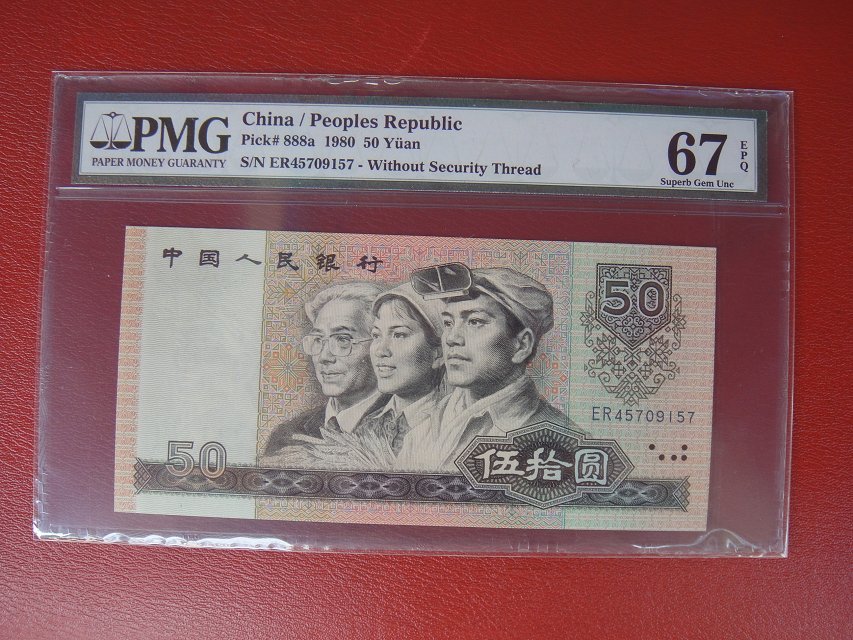 PMG
PAPER MONEY GUARANTY
China / Peoples Republic
Pick# 888a 1980 50 Yüan
S/N ER45709157 - Without Security Thread
67
EPQ
Superb Gem Unc
中国人民银行
50
ER45709157
50
伍拾圆